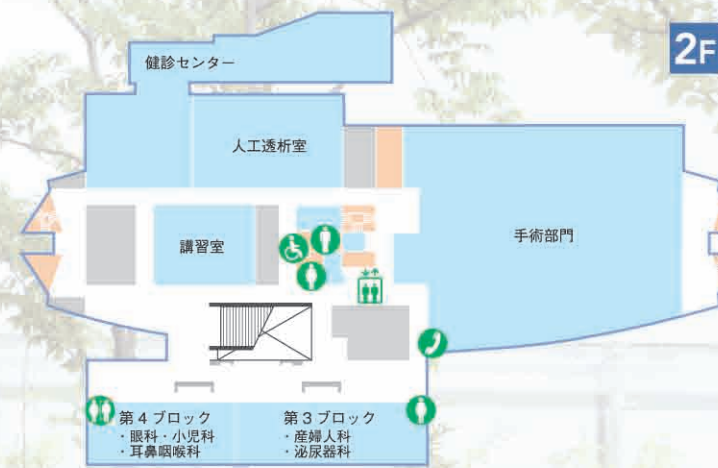 2F
健診センター
人工透析室
講習室
手術部門
第4ブロック
・眼科・小児科
・耳鼻咽喉科
第3ブロック
・産婦人科
・泌尿器科